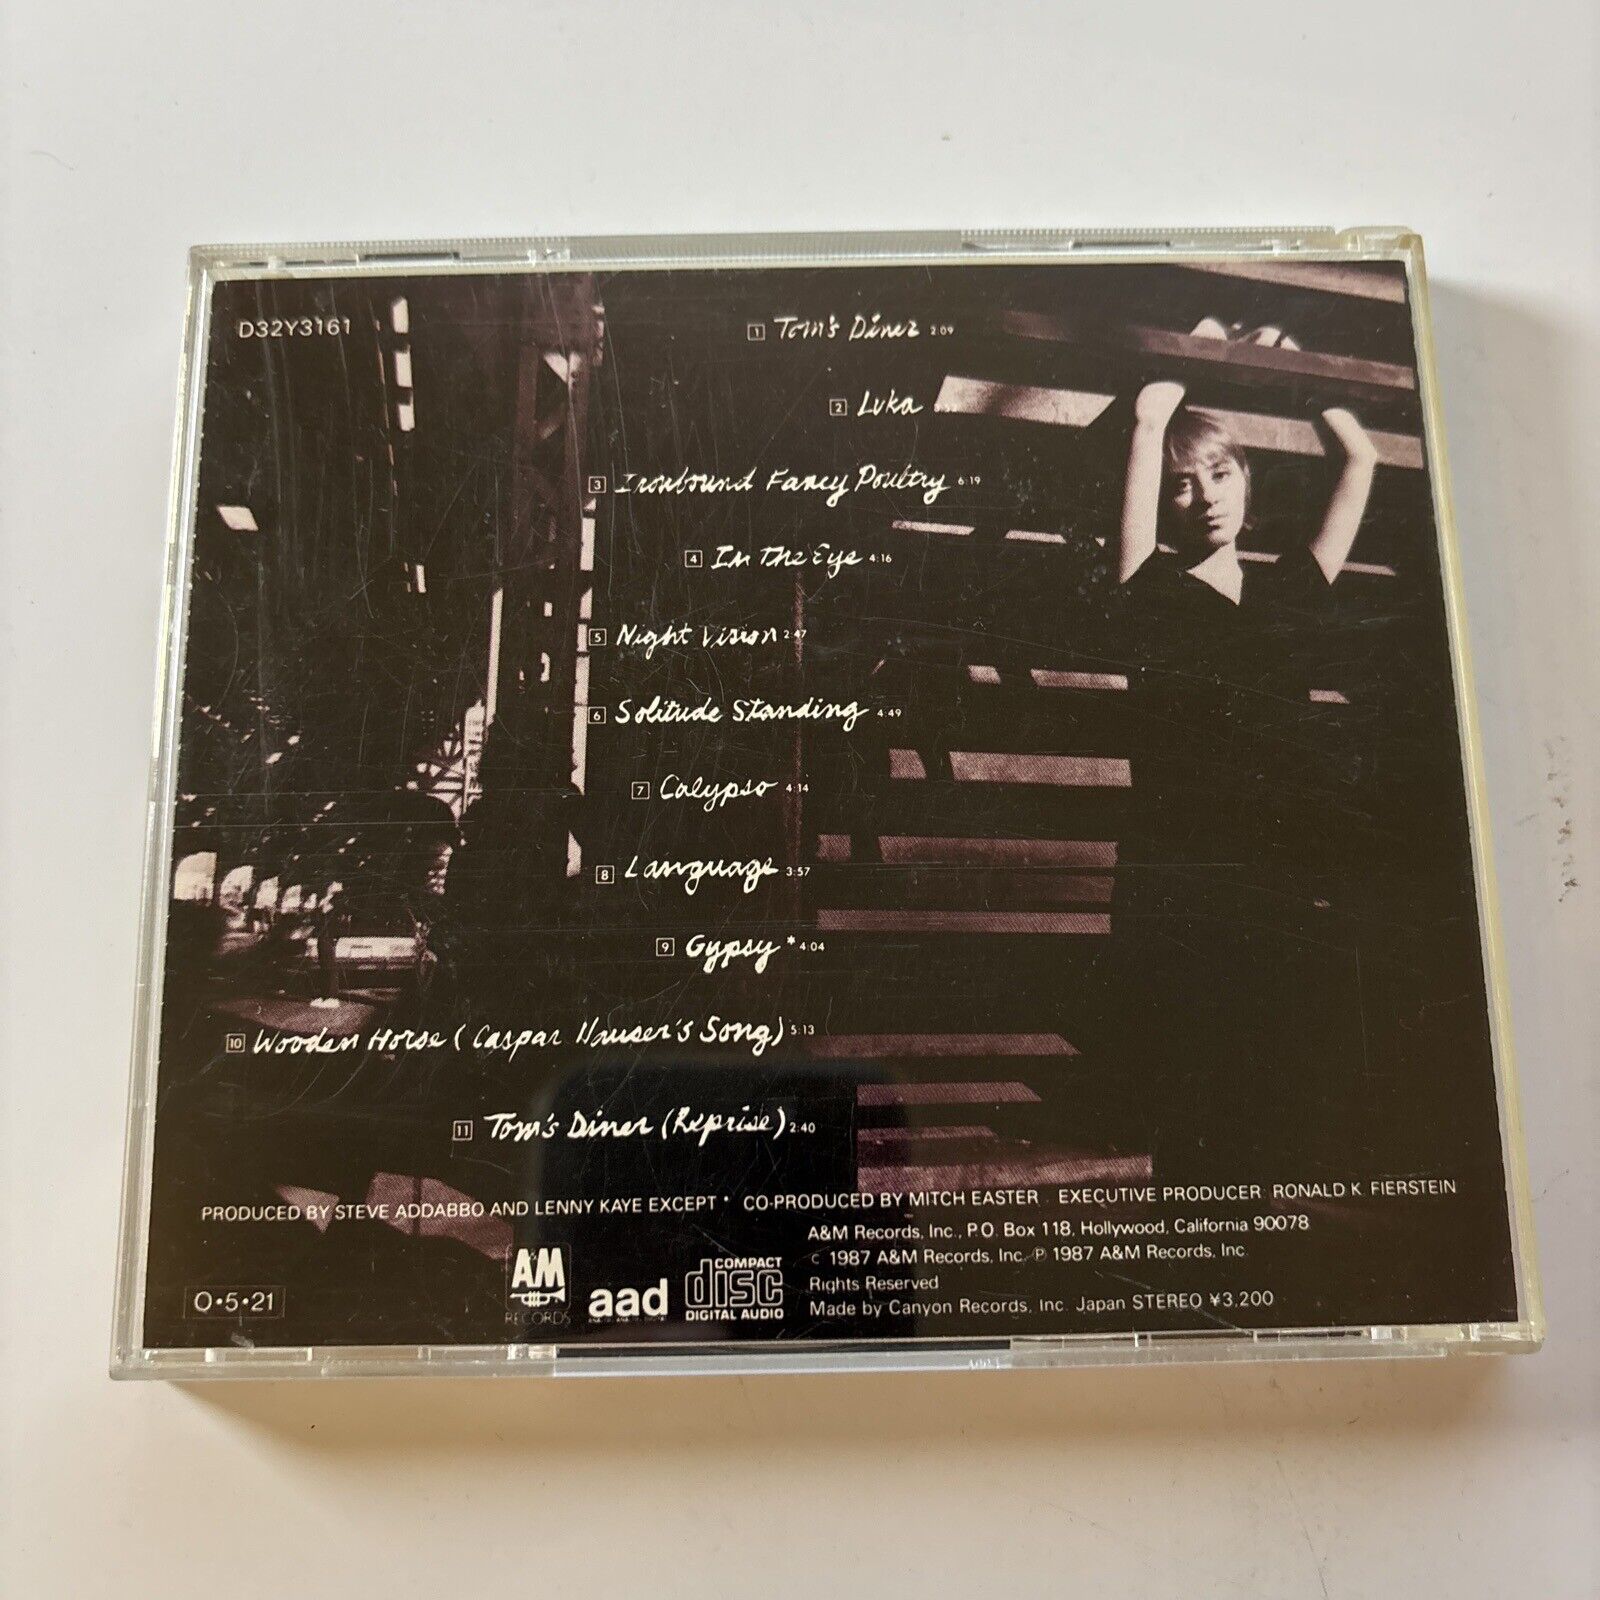 D32Y3161
1 Tom's Diner 2:09
2 Luka
3 Ironbound Fancy Poultry 6:19
4 In The Eye 4:16
5 Night Vision 2:47
6 Solitude Standing 4:49
7 Calypso 4:14
8 Language 3:57
9 Gypsy * 4:04
10 Wooden Horse (Caspar Hauser's Song) 5:13
11 Tom's Diner (Reprise) 2:40
PRODUCED BY STEVE ADDABBO AND LENNY KAYE EXCEPT * CO-PRODUCED BY MITCH EASTER. EXECUTIVE PRODUCER: RONALD K. FIERSTEIN
A&M Records, Inc., P.O. Box 118, Hollywood, California 90078
© 1987 A&M Records, Inc. ℗ 1987 A&M Records, Inc.
Rights Reserved
Made by Canyon Records, Inc. Japan STEREO ¥3,200
O•5•21
A&M RECORDS
aad
COMPACT disc DIGITAL AUDIO